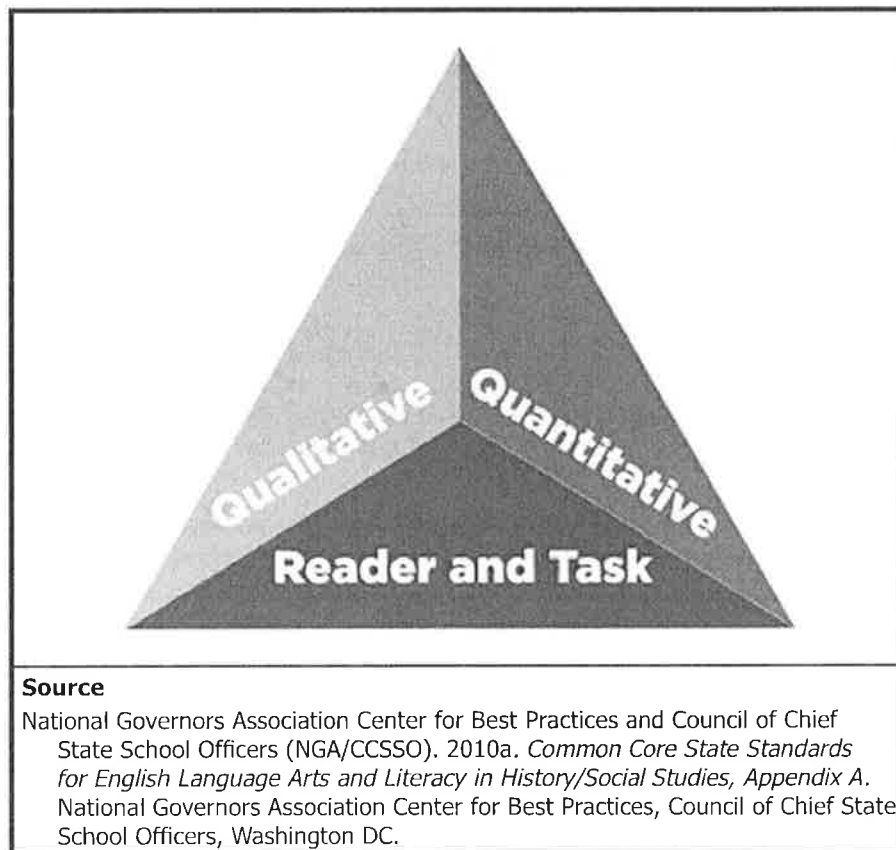 Qualitative
Quantitative
Reader and Task
Source
National Governors Association Center for Best Practices and Council of Chief
State School Officers (NGA/CCSSO). 2010a. Common Core State Standards
for English Language Arts and Literacy in History/Social Studies, Appendix A.
National Governors Association Center for Best Practices, Council of Chief State
School Officers, Washington DC.